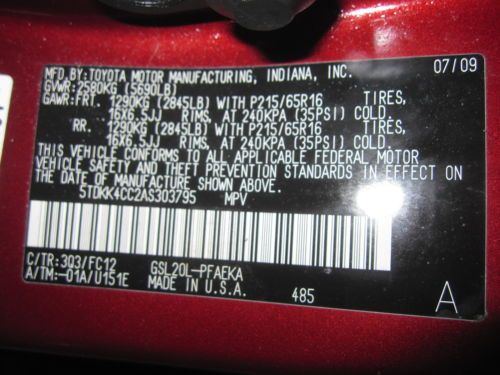 MFD.BY:TOYOTA MOTOR MANUFACTURING, INDIANA, INC. 07/09
GVWR:2580KG (5690LB)
GAWR:FRT. 1290KG (2845LB) WITH P215/65R16 TIRES,
16X6.5JJ RIMS, AT 240KPA (35PSI) COLD.
RR. 1290KG (2845LB) WITH P215/65R16 TIRES,
16X6.5JJ RIMS, AT 240KPA (35PSI) COLD.
THIS VEHICLE CONFORMS TO ALL APPLICABLE FEDERAL MOTOR
VEHICLE SAFETY AND THEFT PREVENTION STANDARDS IN EFFECT ON
THE DATE OF MANUFACTURE SHOWN ABOVE.
5TDKK4CC2AS303795 MPV
C/TR:3Q3/FC12 GSL20L-PFAEKA
A/TM:-01A/U151E MADE IN U.S.A. 485 A